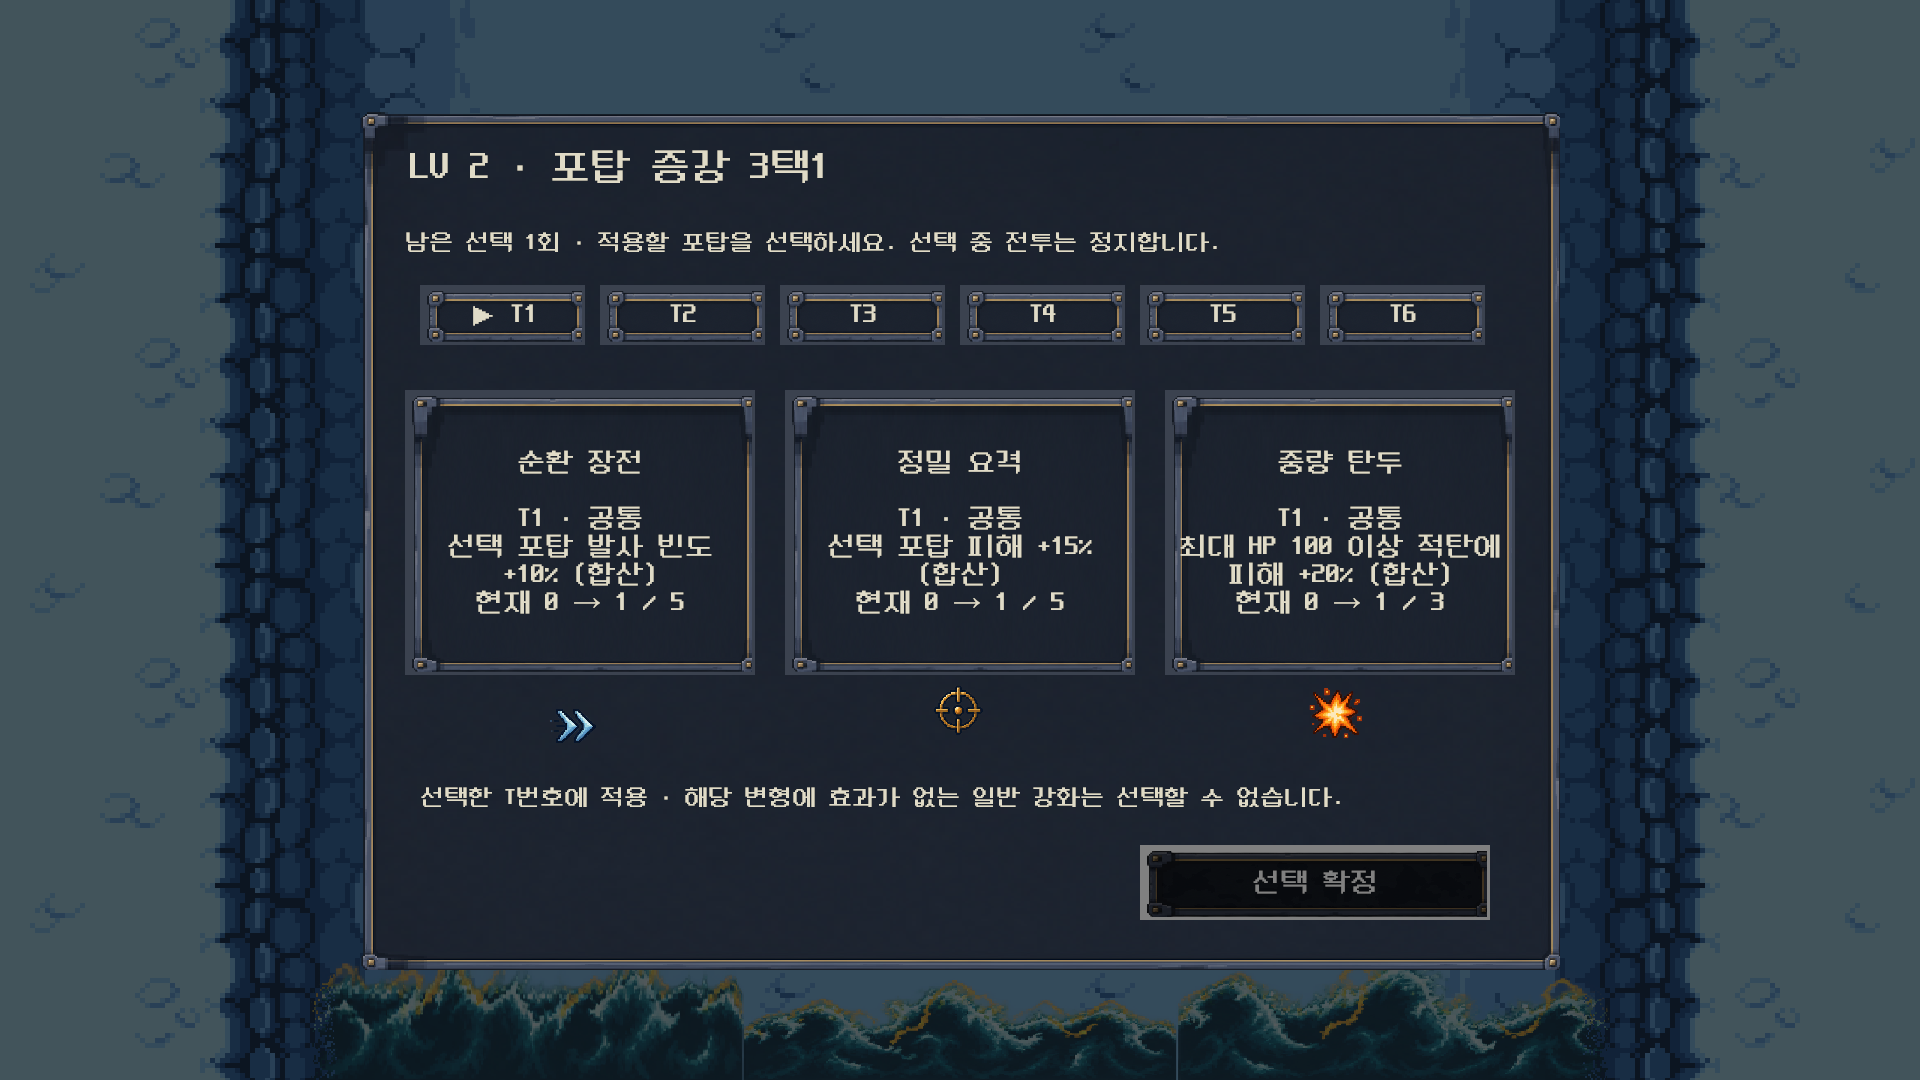 LV 2 · 포탑 증강 3택1
남은 선택 1회 · 적용할 포탑을 선택하세요. 선택 중 전투는 정지합니다.
▶ T1
T2
T3
T4
T5
T6
순환 장전
T1 · 공통
선택 포탑 발사 빈도
+10% (합산)
현재 0 → 1 / 5
정밀 요격
T1 · 공통
선택 포탑 피해 +15%
(합산)
현재 0 → 1 / 5
중량 탄두
T1 · 공통
최대 HP 100 이상 적탄에
피해 +20% (합산)
현재 0 → 1 / 3
선택한 T번호에 적용 · 해당 변형에 효과가 없는 일반 강화는 선택할 수 없습니다.
선택 확정